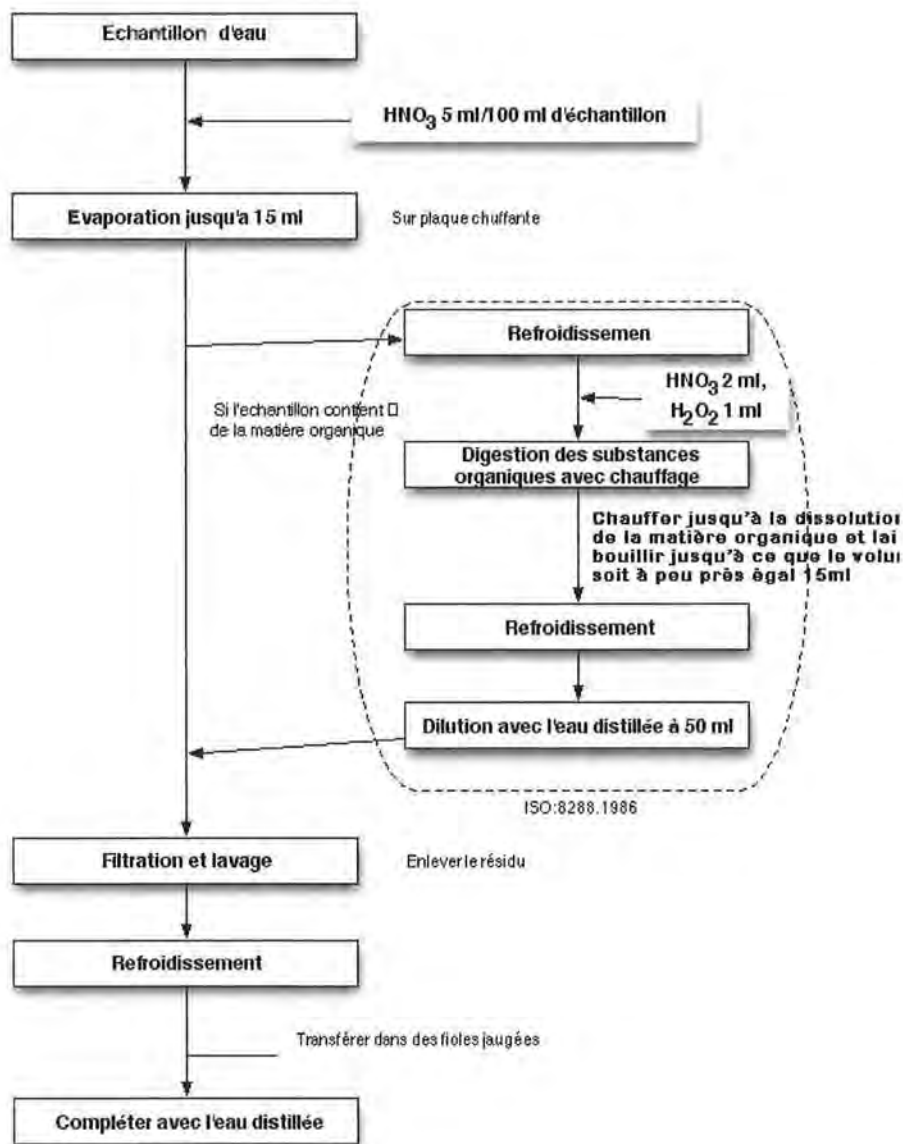 Echantillon d'eau
HNO3 5 ml/100 ml d'échantillon
Evaporation jusqu'a 15 ml
Sur plaque chuffante
Refroidissemen
HNO3 2 ml,
H2O2 1 ml
Si l'echantillon contient □
de la matière organique
Digestion des substances
organiques avec chauffage
Chauffer jusqu'à la dissolution
de la matière organique et lai
bouillir jusqu'à ce que le volu
soit à peu près égal 15ml
Refroidissement
Dilution avec l'eau distillée à 50 ml
ISO:8288.1986
Filtration et lavage
Enlever le résidu
Refroidissement
Transférer dans des fioles jaugées
Compléter avec l'eau distillée